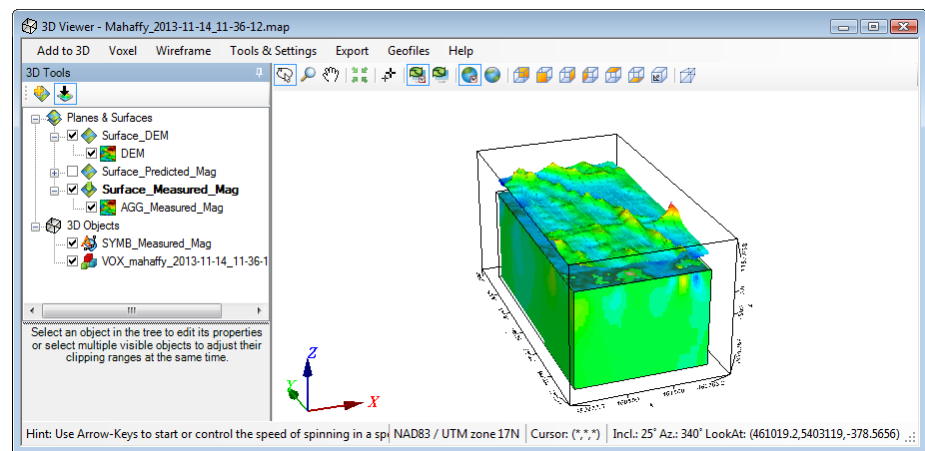 3D Viewer - Mahaffy_2013-11-14_11-36-12.map
Add to 3D Voxel Wireframe Tools & Settings Export Geofiles Help
3D Tools
Planes & Surfaces
Surface_DEM
DEM
Surface_Predicted_Mag
Surface_Measured_Mag
AGG_Measured_Mag
3D Objects
SYMB_Measured_Mag
VOX_mahaffy_2013-11-14_11-36-1
Select an object in the tree to edit its properties
or select multiple visible objects to adjust their
clipping ranges at the same time.
Z
Y
X
Hint: Use Arrow-Keys to start or control the speed of spinning in a spe NAD83 / UTM zone 17N Cursor: (*,*,*) Incl.: 25° Az.: 340° LookAt: (461019.2,5403119,-378.5656)